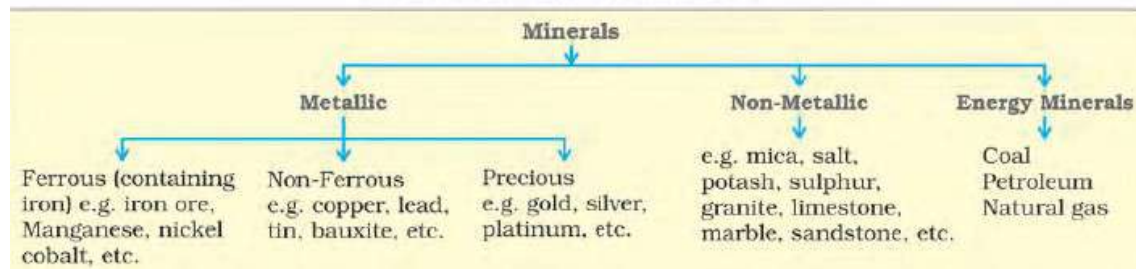 Minerals
Metallic
Non-Metallic
Energy Minerals
Ferrous (containing
iron) e.g. iron ore,
Manganese, nickel
cobalt, etc.
Non-Ferrous
e.g. copper, lead,
tin, bauxite, etc.
Precious
e.g. gold, silver,
platinum, etc.
e.g. mica, salt,
potash, sulphur,
granite, limestone,
marble, sandstone, etc.
Coal
Petroleum
Natural gas